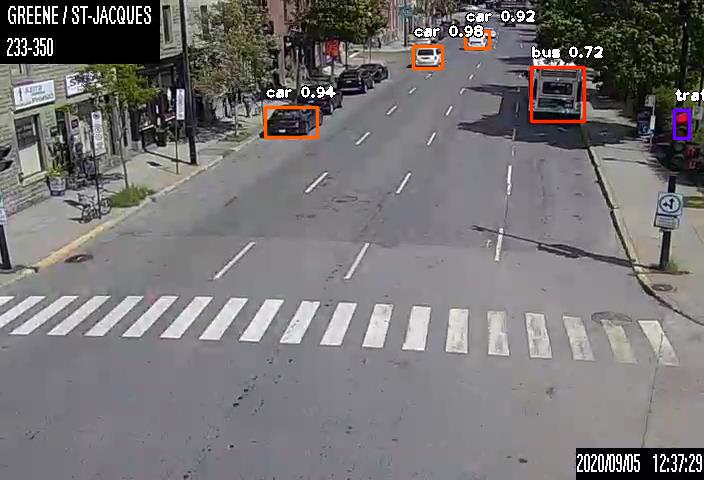 GREENE / ST-JACQUES
233-350
car 0.92
car 0.98
bus 0.72
car 0.94
traf
2020/09/05 12:37:29